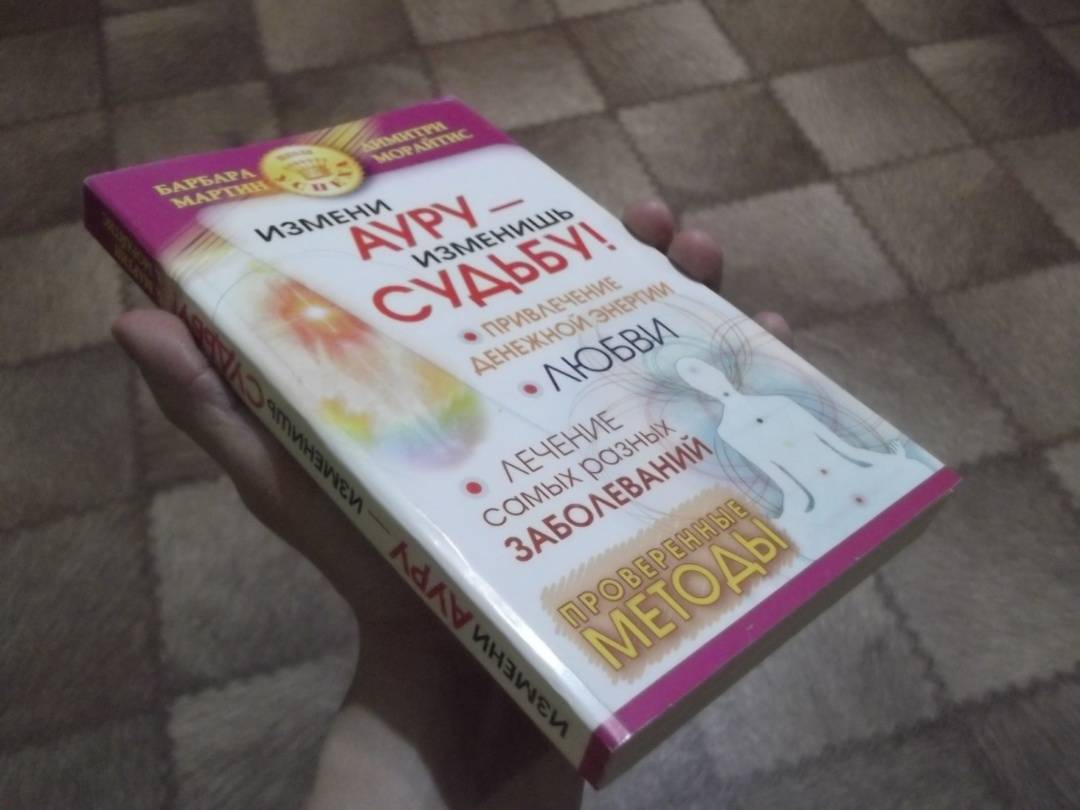 БАРБАРА
МАРТИН
ДИМИТРИ
МОРАЙТИС
ИЗМЕНИ
АУРУ —
ИЗМЕНИШЬ
СУДЬБУ!
• ПРИВЛЕЧЕНИЕ
ДЕНЕЖНОЙ ЭНЕРГИИ
• ЛЮБВИ
• ЛЕЧЕНИЕ
самых разных
ЗАБОЛЕВАНИЙ
ПРОВЕРЕННЫЕ
МЕТОДЫ
ИЗМЕНИ АУРУ — ИЗМЕНИШЬ СУДЬБУ!